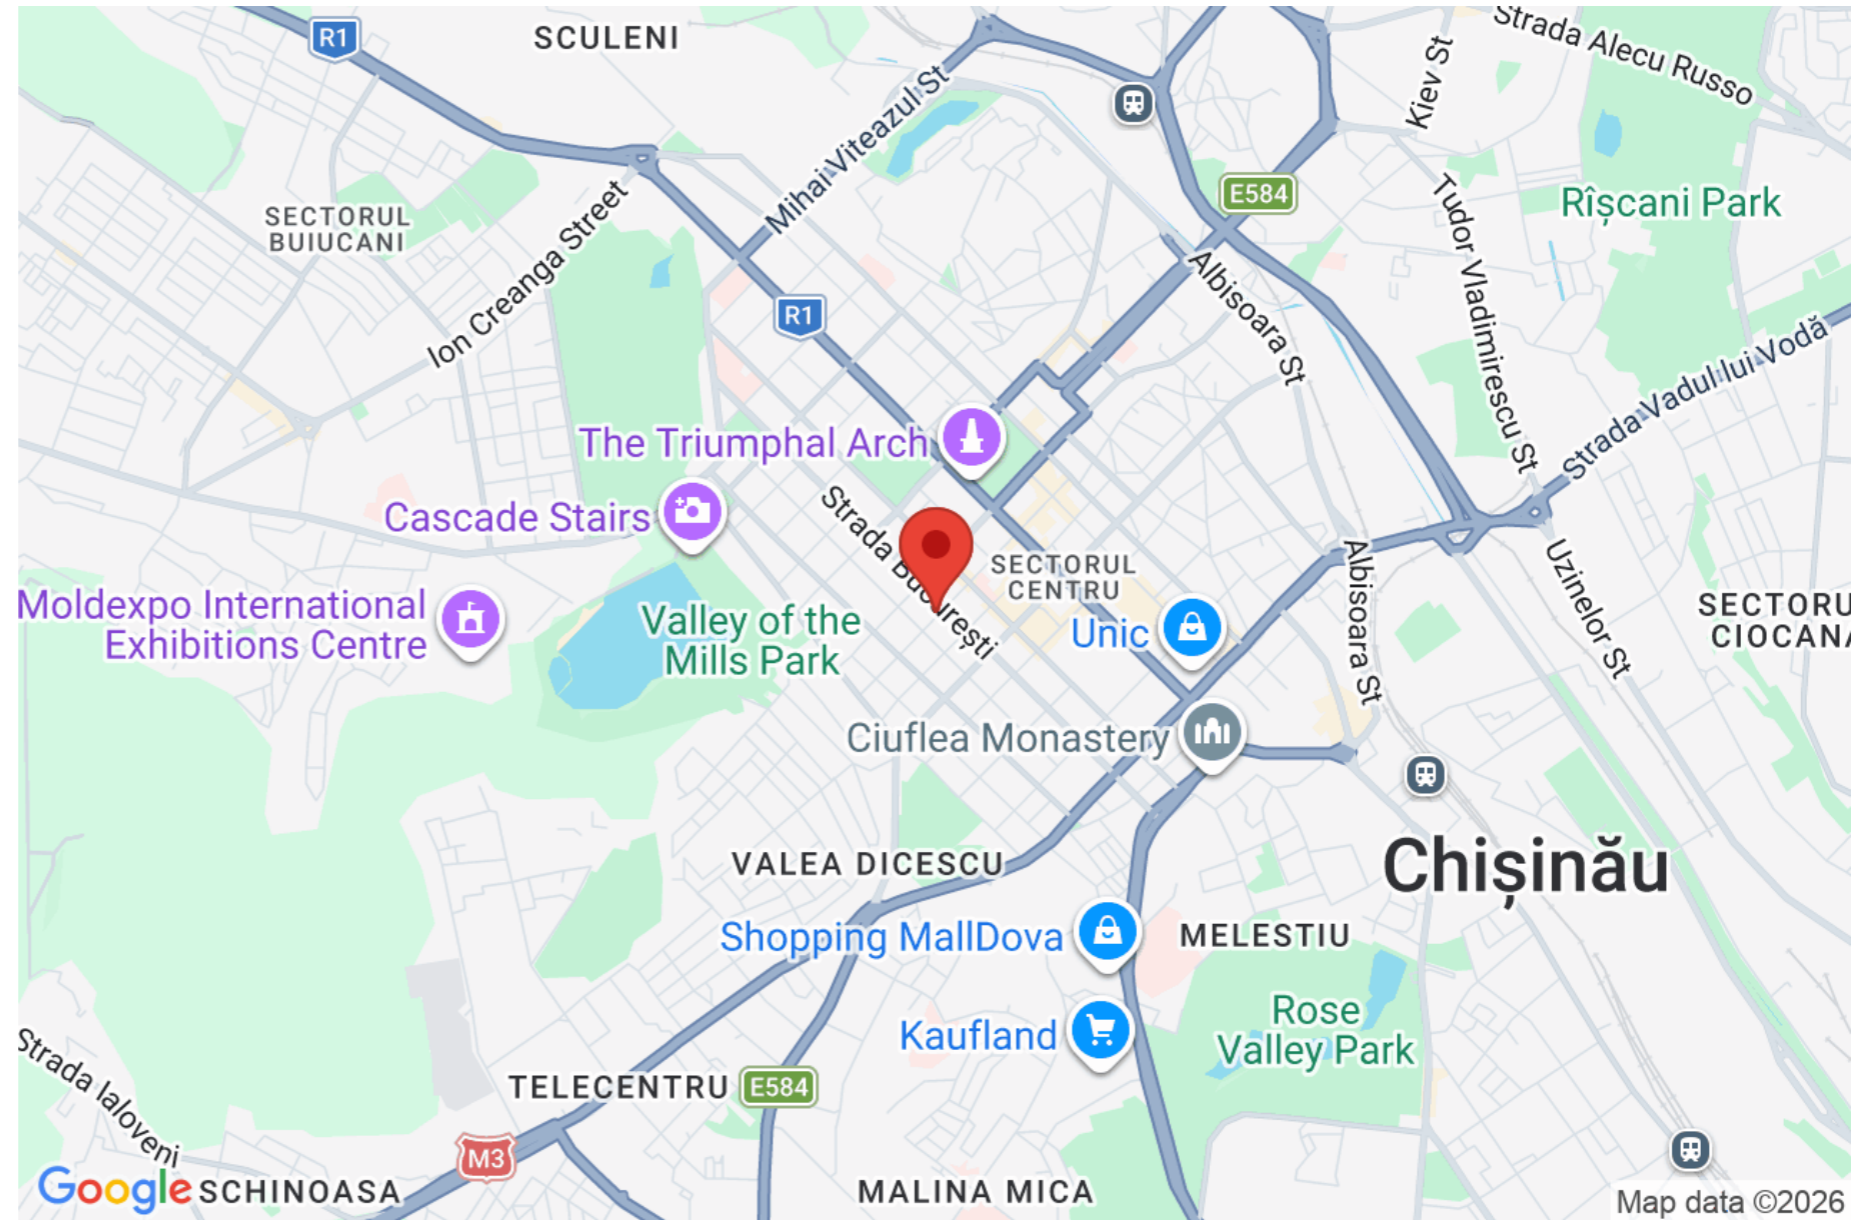 R1
SCULENI
Strada Alecu Russo
Kiev St
Mihai Viteazul St
E584
Rîșcani Park
SECTORUL
BUIUCANI
Ion Creanga Street
Tudor Vladimirescu St
Albisoara St
R1
Strada Vadul lui Vodă
The Triumphal Arch
Cascade Stairs
Strada București
SECTORUL
CENTRU
Albisoara St
Uzinelor St
Moldexpo International
Exhibitions Centre
Valley of the
Mills Park
Unic
SECTORU
CIOCANA
Ciuflea Monastery
VALEA DICESCU
Chișinău
Shopping MallDova
MELESTIU
Kaufland
Rose
Valley Park
Strada Ialoveni
TELECENTRU
E584
M3
Google
SCHINOASA
MALINA MICA
Map data ©2026